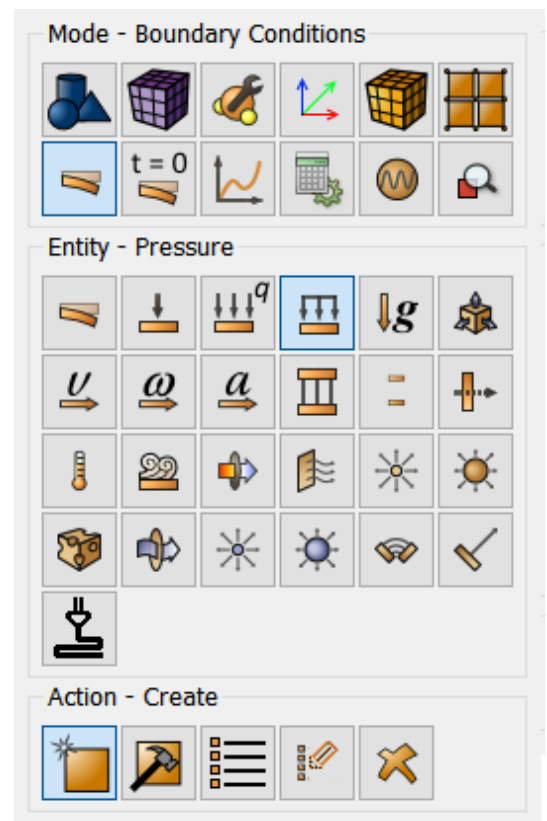 Mode - Boundary Conditions
t = 0
Entity - Pressure
q
g
υ ω a
Action - Create